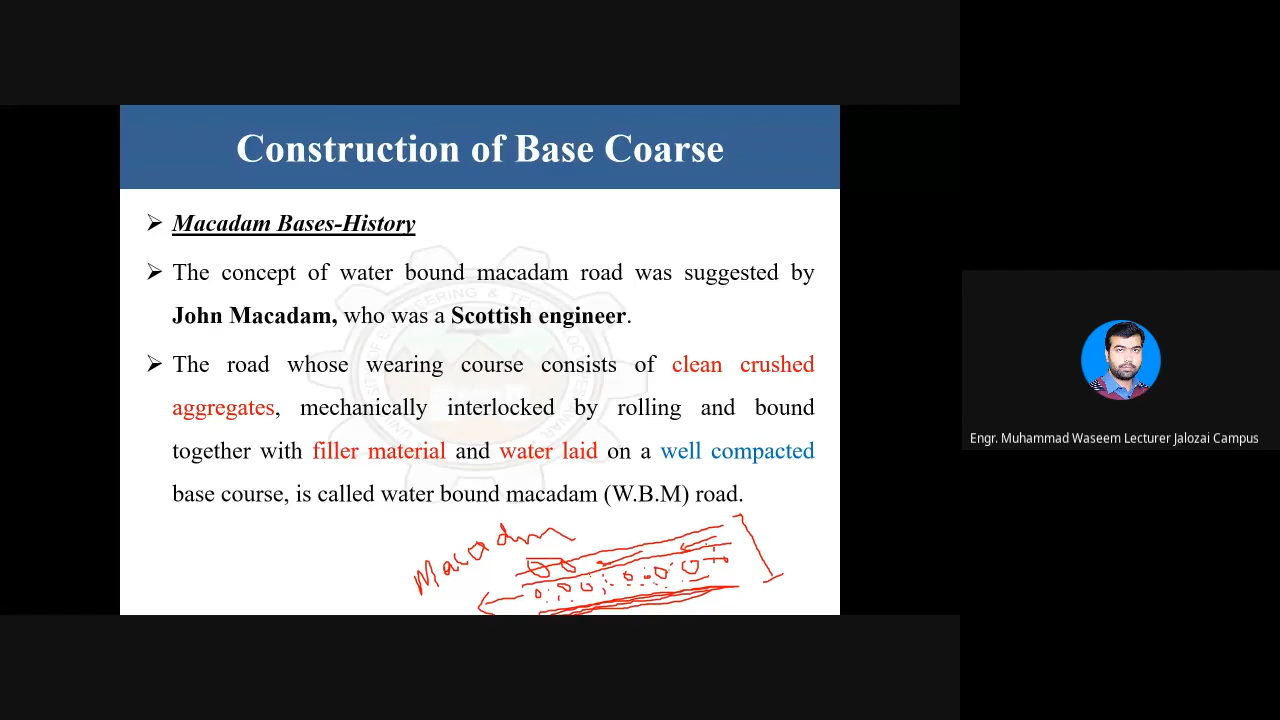 Construction of Base Coarse
Macadam Bases-History
The concept of water bound macadam road was suggested by
John Macadam, who was a Scottish engineer.
The road whose wearing course consists of clean crushed
aggregates, mechanically interlocked by rolling and bound
together with filler material and water laid on a well compacted
base course, is called water bound macadam (W.B.M) road.
Macadam
Engr. Muhammad Waseem Lecturer Jalozai Campus